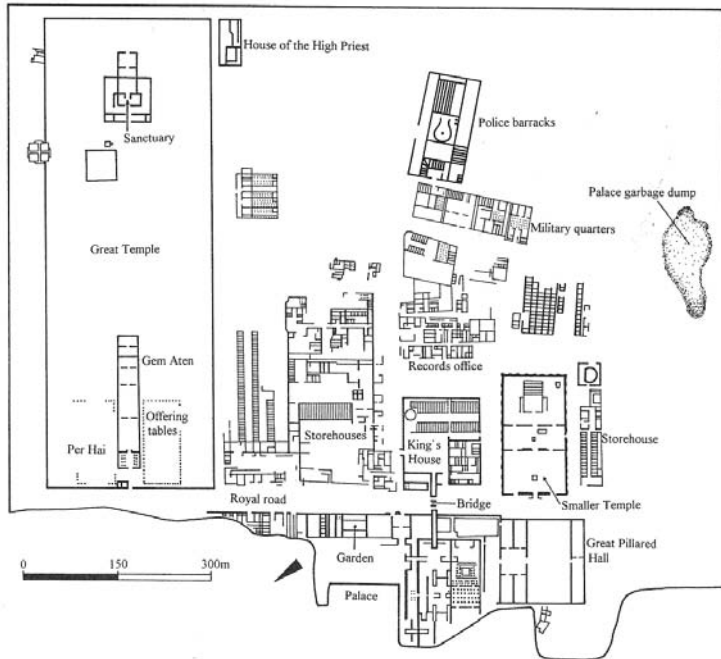 House of the High Priest
Sanctuary
Police barracks
Palace garbage dump
Military quarters
Great Temple
Gem Aten
Records office
Offering
tables
Per Hai
Storehouses
King's
House
Storehouse
Royal road
Bridge
Smaller Temple
Garden
Great Pillared
Hall
0
150
300m
Palace